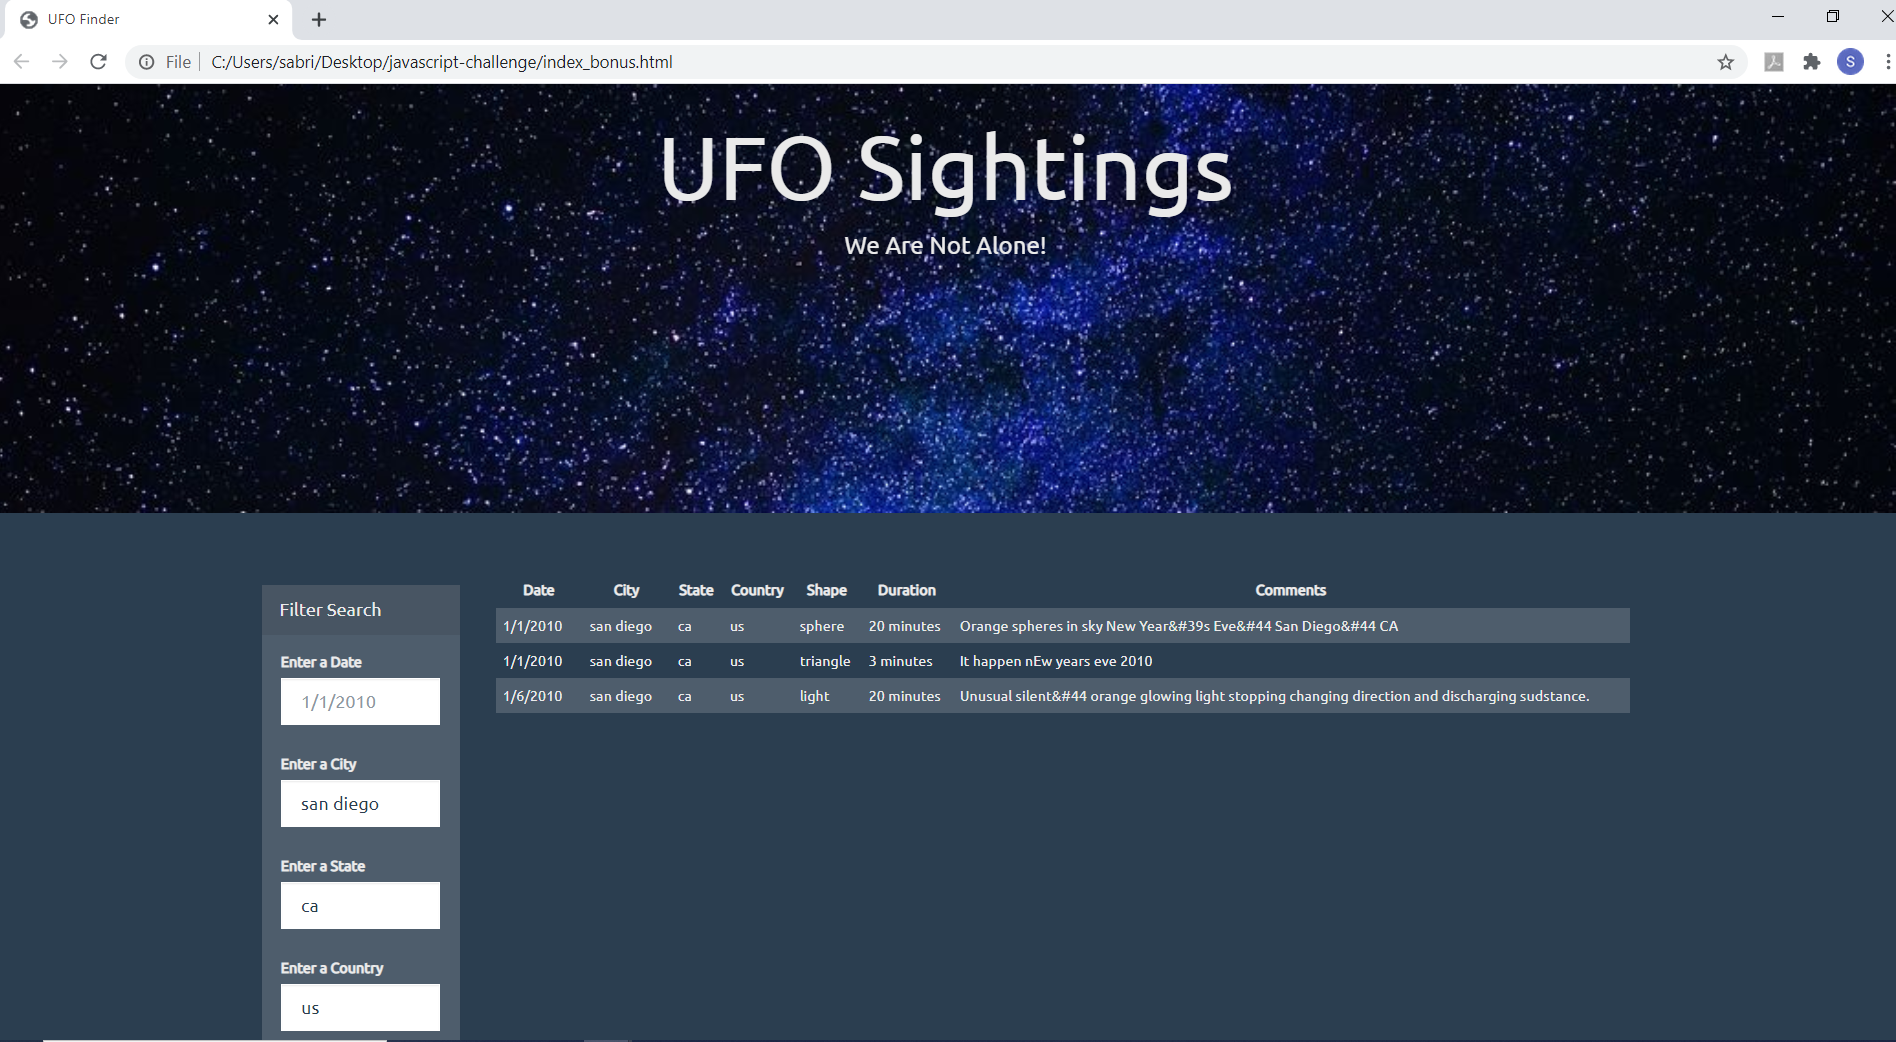 UFO Finder
File C:/Users/sabri/Desktop/javascript-challenge/index_bonus.html
S
UFO Sightings
We Are Not Alone!
Filter Search
Enter a Date
1/1/2010
Enter a City
san diego
Enter a State
ca
Enter a Country
us
Date City State Country Shape Duration Comments
1/1/2010 san diego ca us sphere 20 minutes Orange spheres in sky New Year&#39s Eve&#44 San Diego&#44 CA
1/1/2010 san diego ca us triangle 3 minutes It happen nEw years eve 2010
1/6/2010 san diego ca us light 20 minutes Unusual silent&#44 orange glowing light stopping changing direction and discharging sudstance.